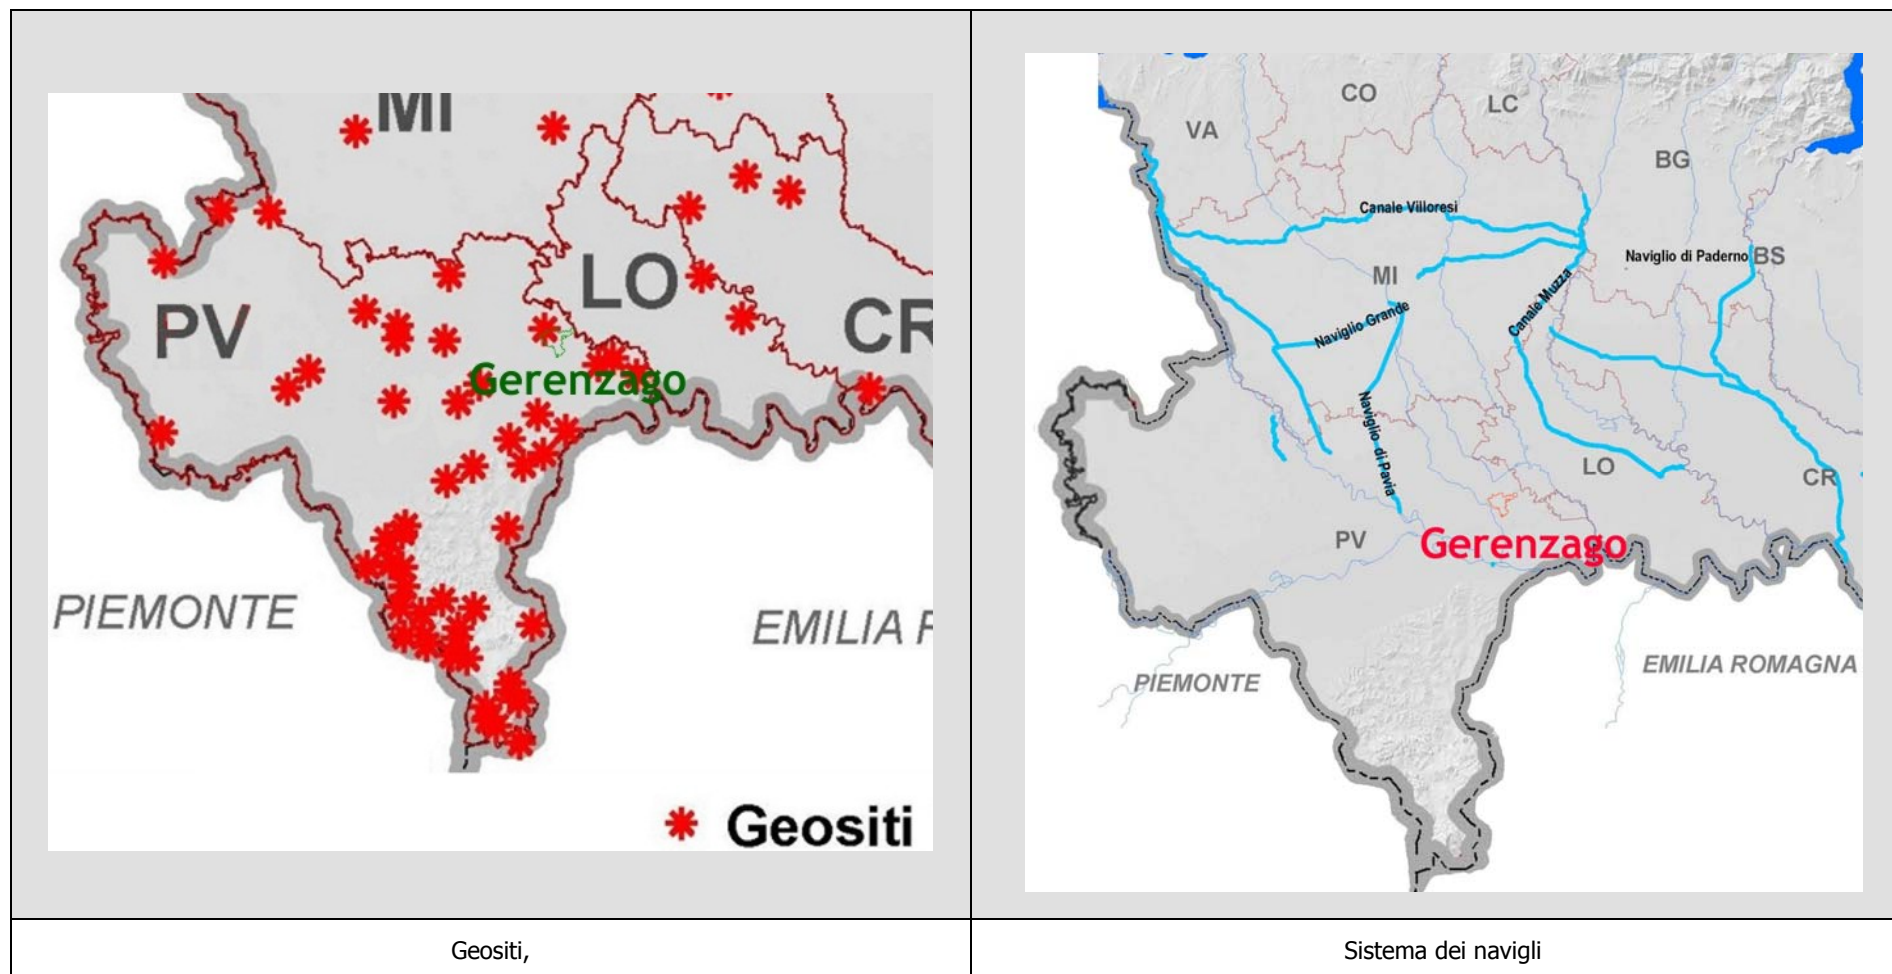 MI
PV
LO
CR
Gerenzago
PIEMONTE
EMILIA R
Geositi
Geositi,
CO
LC
VA
BG
Canale Villoresi
Naviglio di Paderno
BS
MI
Canale Muzza
Naviglio Grande
Naviglio di Pavia
LO
CR
PV
Gerenzago
EMILIA ROMAGNA
PIEMONTE
Sistema dei navigli